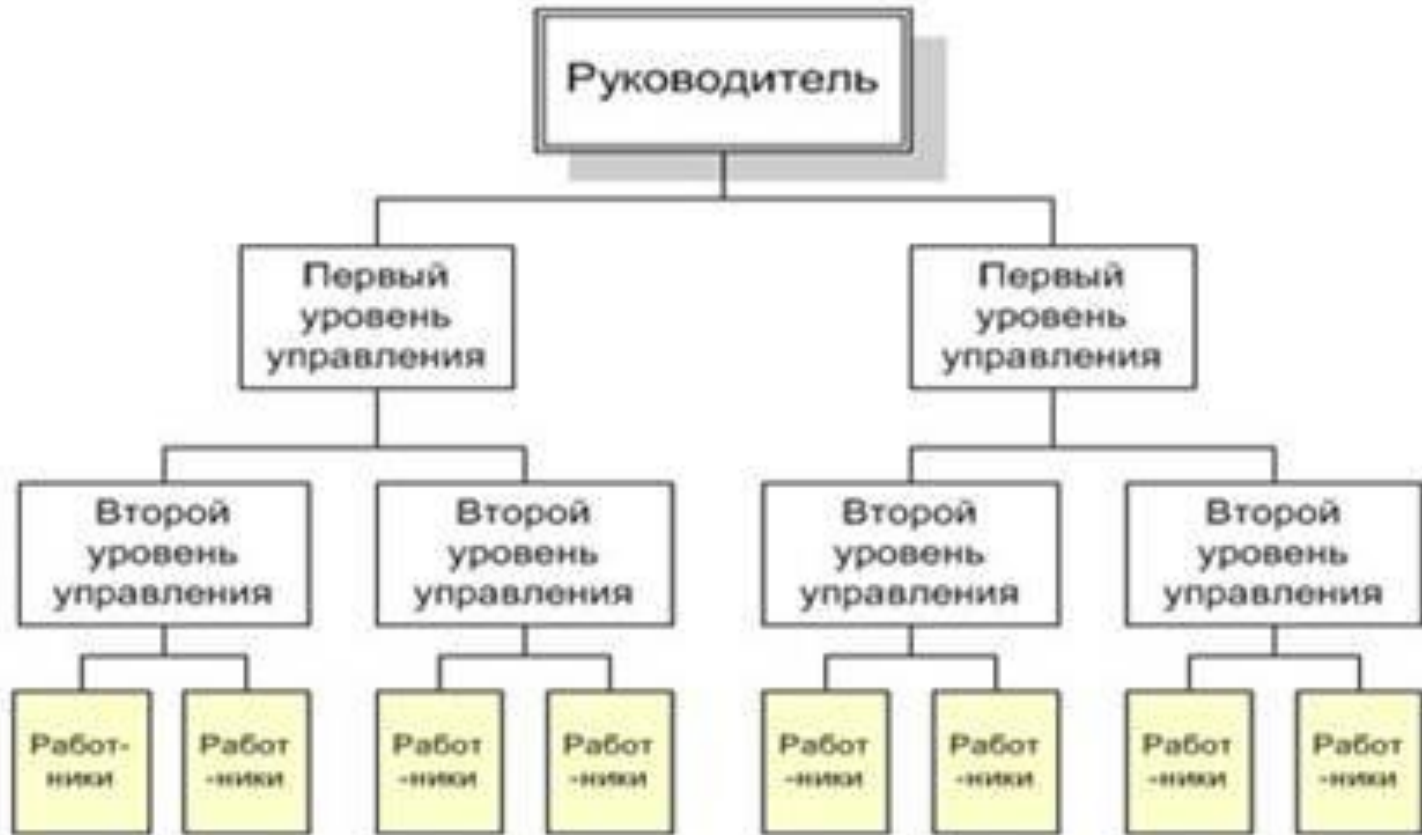 Руководитель
Первый
уровень
управления
Первый
уровень
управления
Второй
уровень
управления
Второй
уровень
управления
Второй
уровень
управления
Второй
уровень
управления
Работ-
ники
Работ
-ники
Работ
-ники
Работ
-ники
Работ
-ники
Работ
-ники
Работ
-ники
Работ
-ники